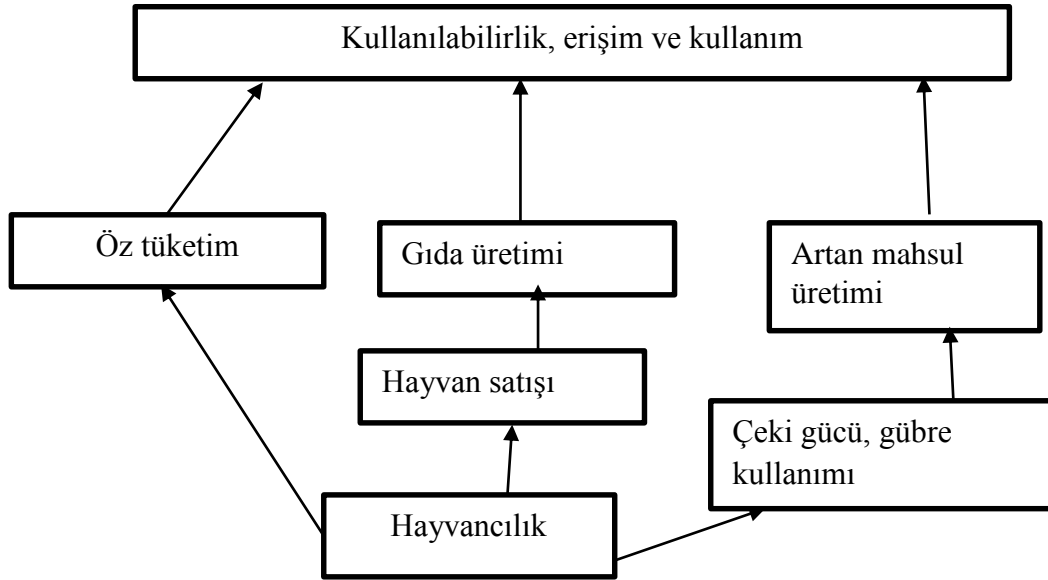 Kullanılabilirlik, erişim ve kullanım
Öz tüketim
Gıda üretimi
Artan mahsul
üretimi
Hayvan satışı
Çeki gücü, gübre
kullanımı
Hayvancılık